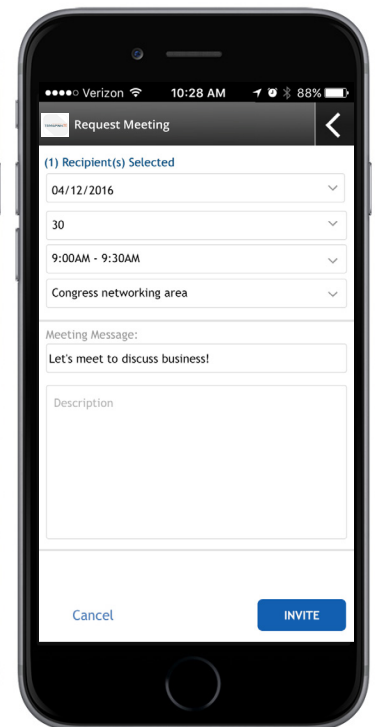 Verizon 10:28 AM 88%
Request Meeting
(1) Recipient(s) Selected
04/12/2016
30
9:00AM - 9:30AM
Congress networking area
Meeting Message:
Let's meet to discuss business!
Description
Cancel INVITE